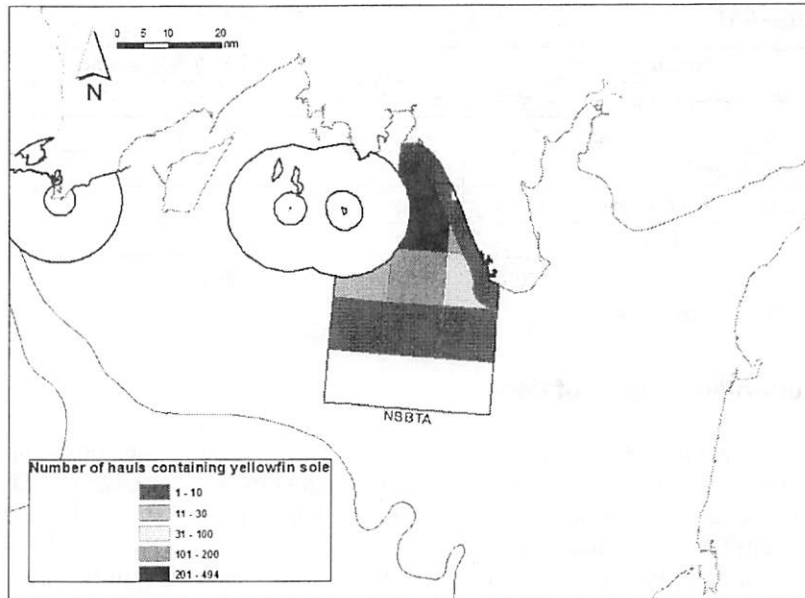 0 5 10 20
nm
N
NSBTA
Number of hauls containing yellowfin sole
1 - 10
11 - 30
31 - 100
101 - 200
201 - 494